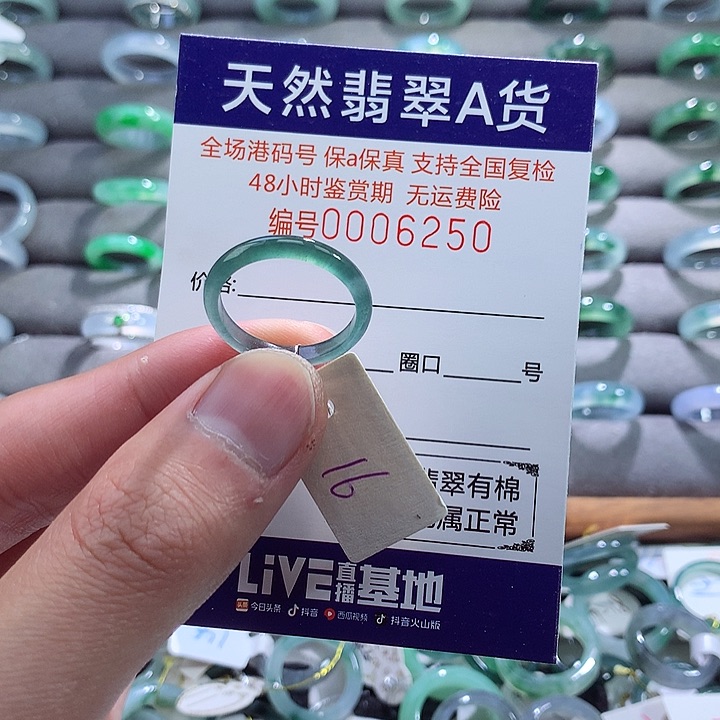 天然翡翠A货
全场港码号 保a保真 支持全国复检
48小时鉴赏期 无运费险
编号0006250
价格:
圈口 号
16
翡翠有棉
属正常
LiVE直播基地
今日头条 抖音 西瓜视频 抖音火山版